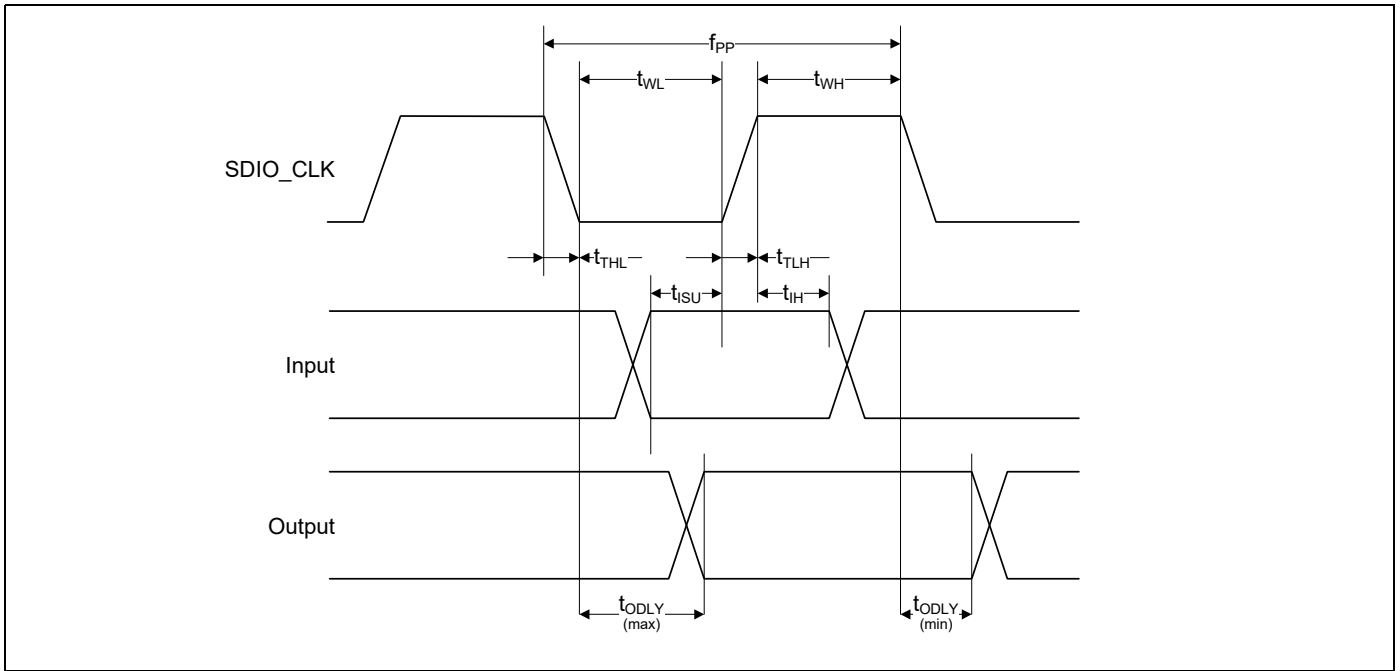 fPP
tWL
tWH
SDIO_CLK
tTHL
tTLH
tISU
tIH
Input
Output
tODLY
(max)
tODLY
(min)